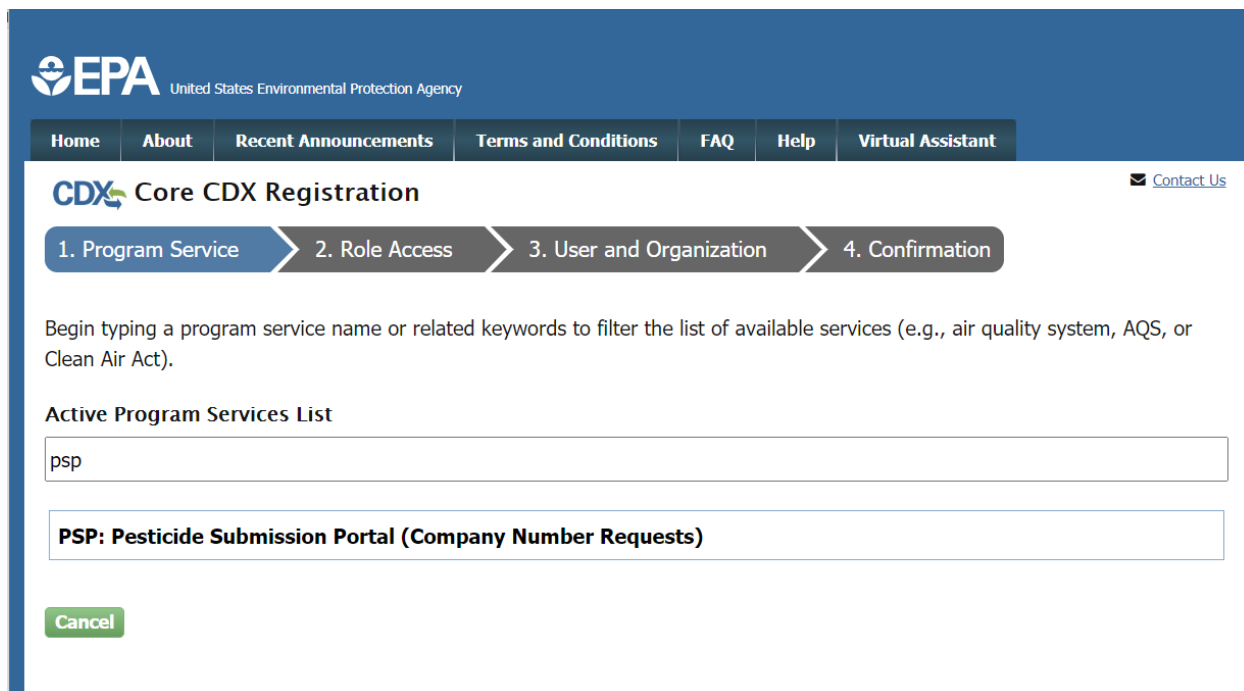 EPA United States Environmental Protection Agency
Home About Recent Announcements Terms and Conditions FAQ Help Virtual Assistant
Contact Us
CDX Core CDX Registration
1. Program Service 2. Role Access 3. User and Organization 4. Confirmation
Begin typing a program service name or related keywords to filter the list of available services (e.g., air quality system, AQS, or
Clean Air Act).
Active Program Services List
psp
PSP: Pesticide Submission Portal (Company Number Requests)
Cancel